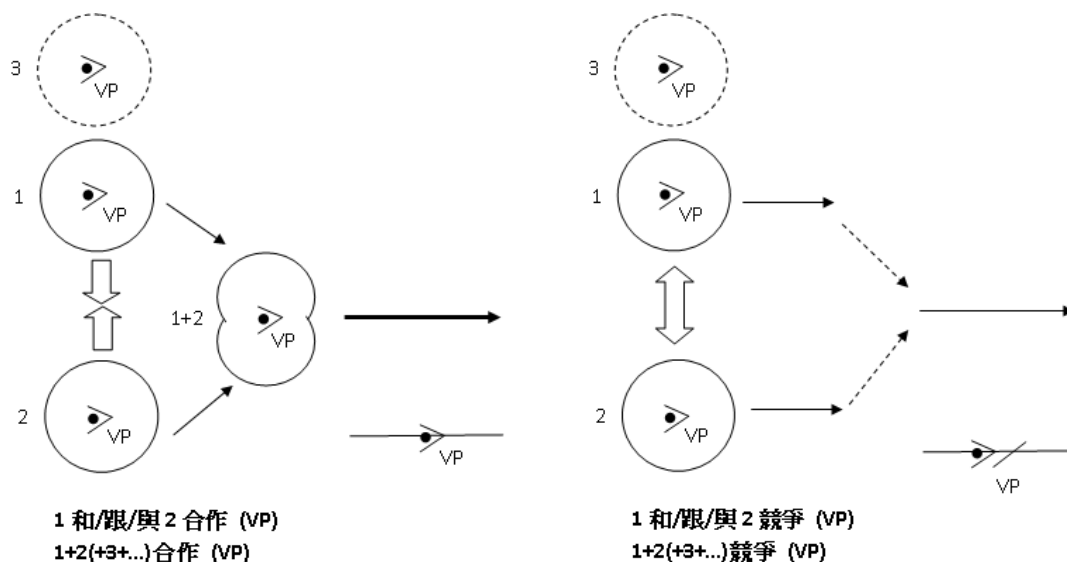 3
VP
1
VP
1+2
VP
2
VP
VP
1 和/跟/與 2 合作 (VP)
1+2(+3+...)合作 (VP)
3
VP
1
VP
2
VP
VP
1 和/跟/與 2 競爭 (VP)
1+2(+3+...)競爭 (VP)